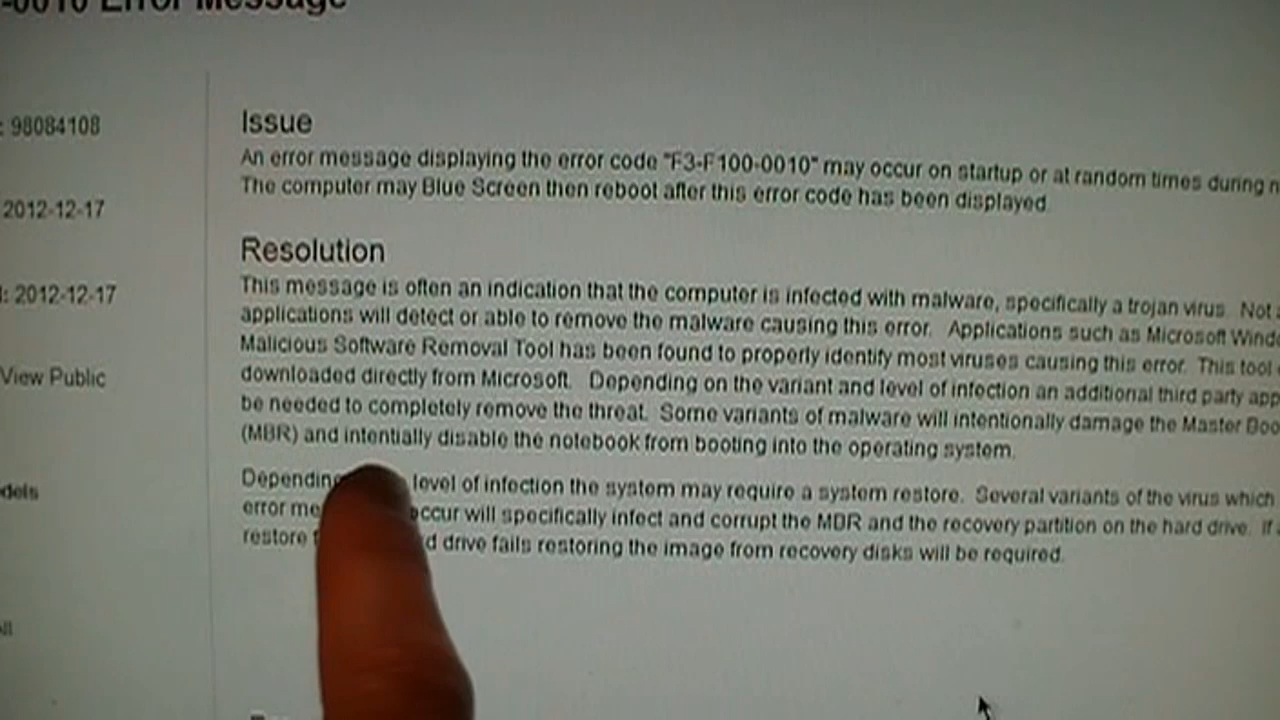 -0010 Error Message
: 98084108
2012-12-17
: 2012-12-17
View Public
dels
all
Issue
An error message displaying the error code "F3-F100-0010" may occur on startup or at random times during
The computer may Blue Screen then reboot after this error code has been displayed.
Resolution
This message is often an indication that the computer is infected with malware, specifically a trojan virus. Not
applications will detect or able to remove the malware causing this error. Applications such as Microsoft Wind
Malicious Software Removal Tool has been found to properly identify most viruses causing this error. This tool
downloaded directly from Microsoft. Depending on the variant and level of infection an additional third party app
be needed to completely remove the threat. Some variants of malware will intentionally damage the Master Boo
(MBR) and intentially disable the notebook from booting into the operating system.
Depending level of infection the system may require a system restore. Several variants of the virus which
error me occur will specifically infect and corrupt the MBR and the recovery partition on the hard drive. If
restore d drive fails restoring the image from recovery disks will be required.